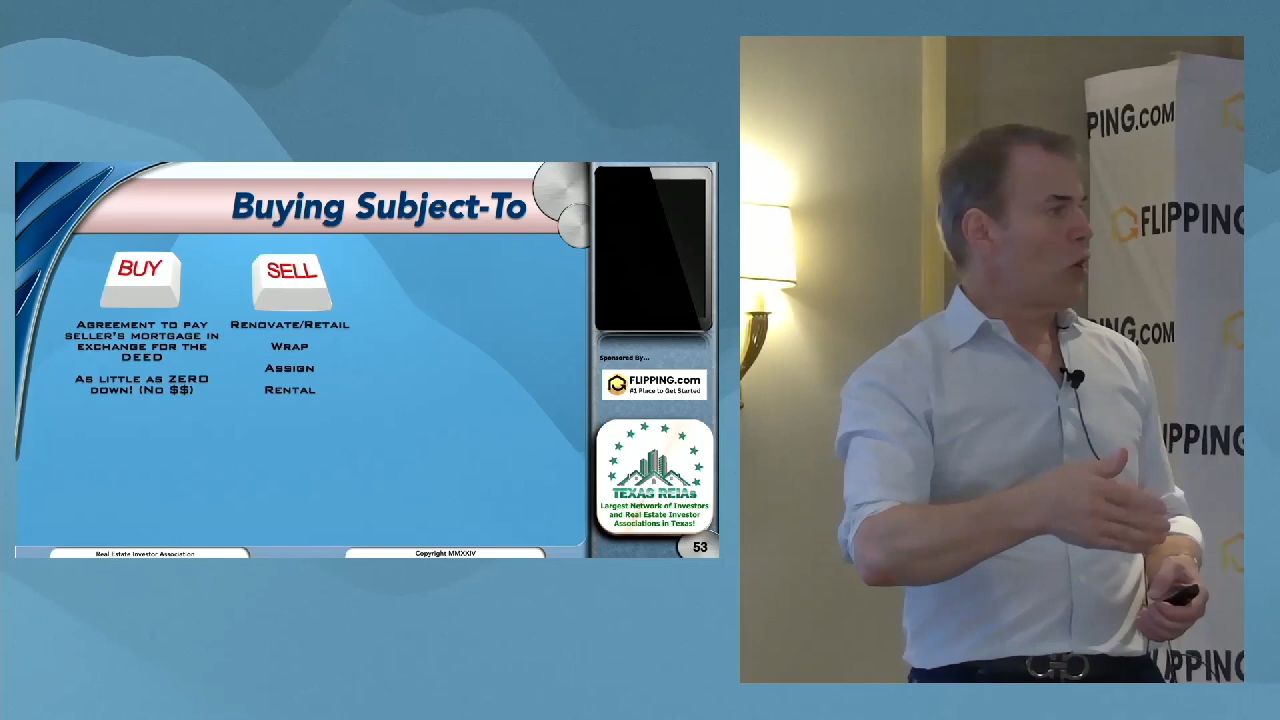 Buying Subject-To
BUY
AGREEMENT TO PAY
SELLER'S MORTGAGE IN
EXCHANGE FOR THE
DEED
AS LITTLE AS ZERO
DOWN! (NO $$)
SELL
RENOVATE/RETAIL
WRAP
ASSIGN
RENTAL
Sponsored By...
FLIPPING.com
#1 Place to Get Started
TEXAS REIAs
Largest Network of Investors
and Real Estate Investor
Associations in Texas!
53
Real Estate Investor Association
Copyright MMXXIV
PING.COM
FLIPPING
NG.COM
IPPING
LIPPING